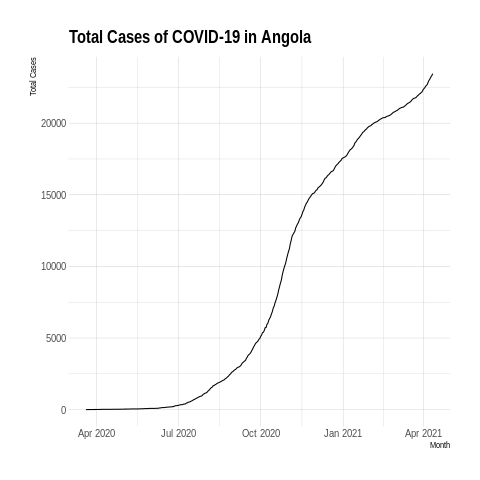 Total Cases of COVID-19 in Angola
Total Cases
20000
15000
10000
5000
0
Apr 2020 Jul 2020 Oct 2020 Jan 2021 Apr 2021
Month